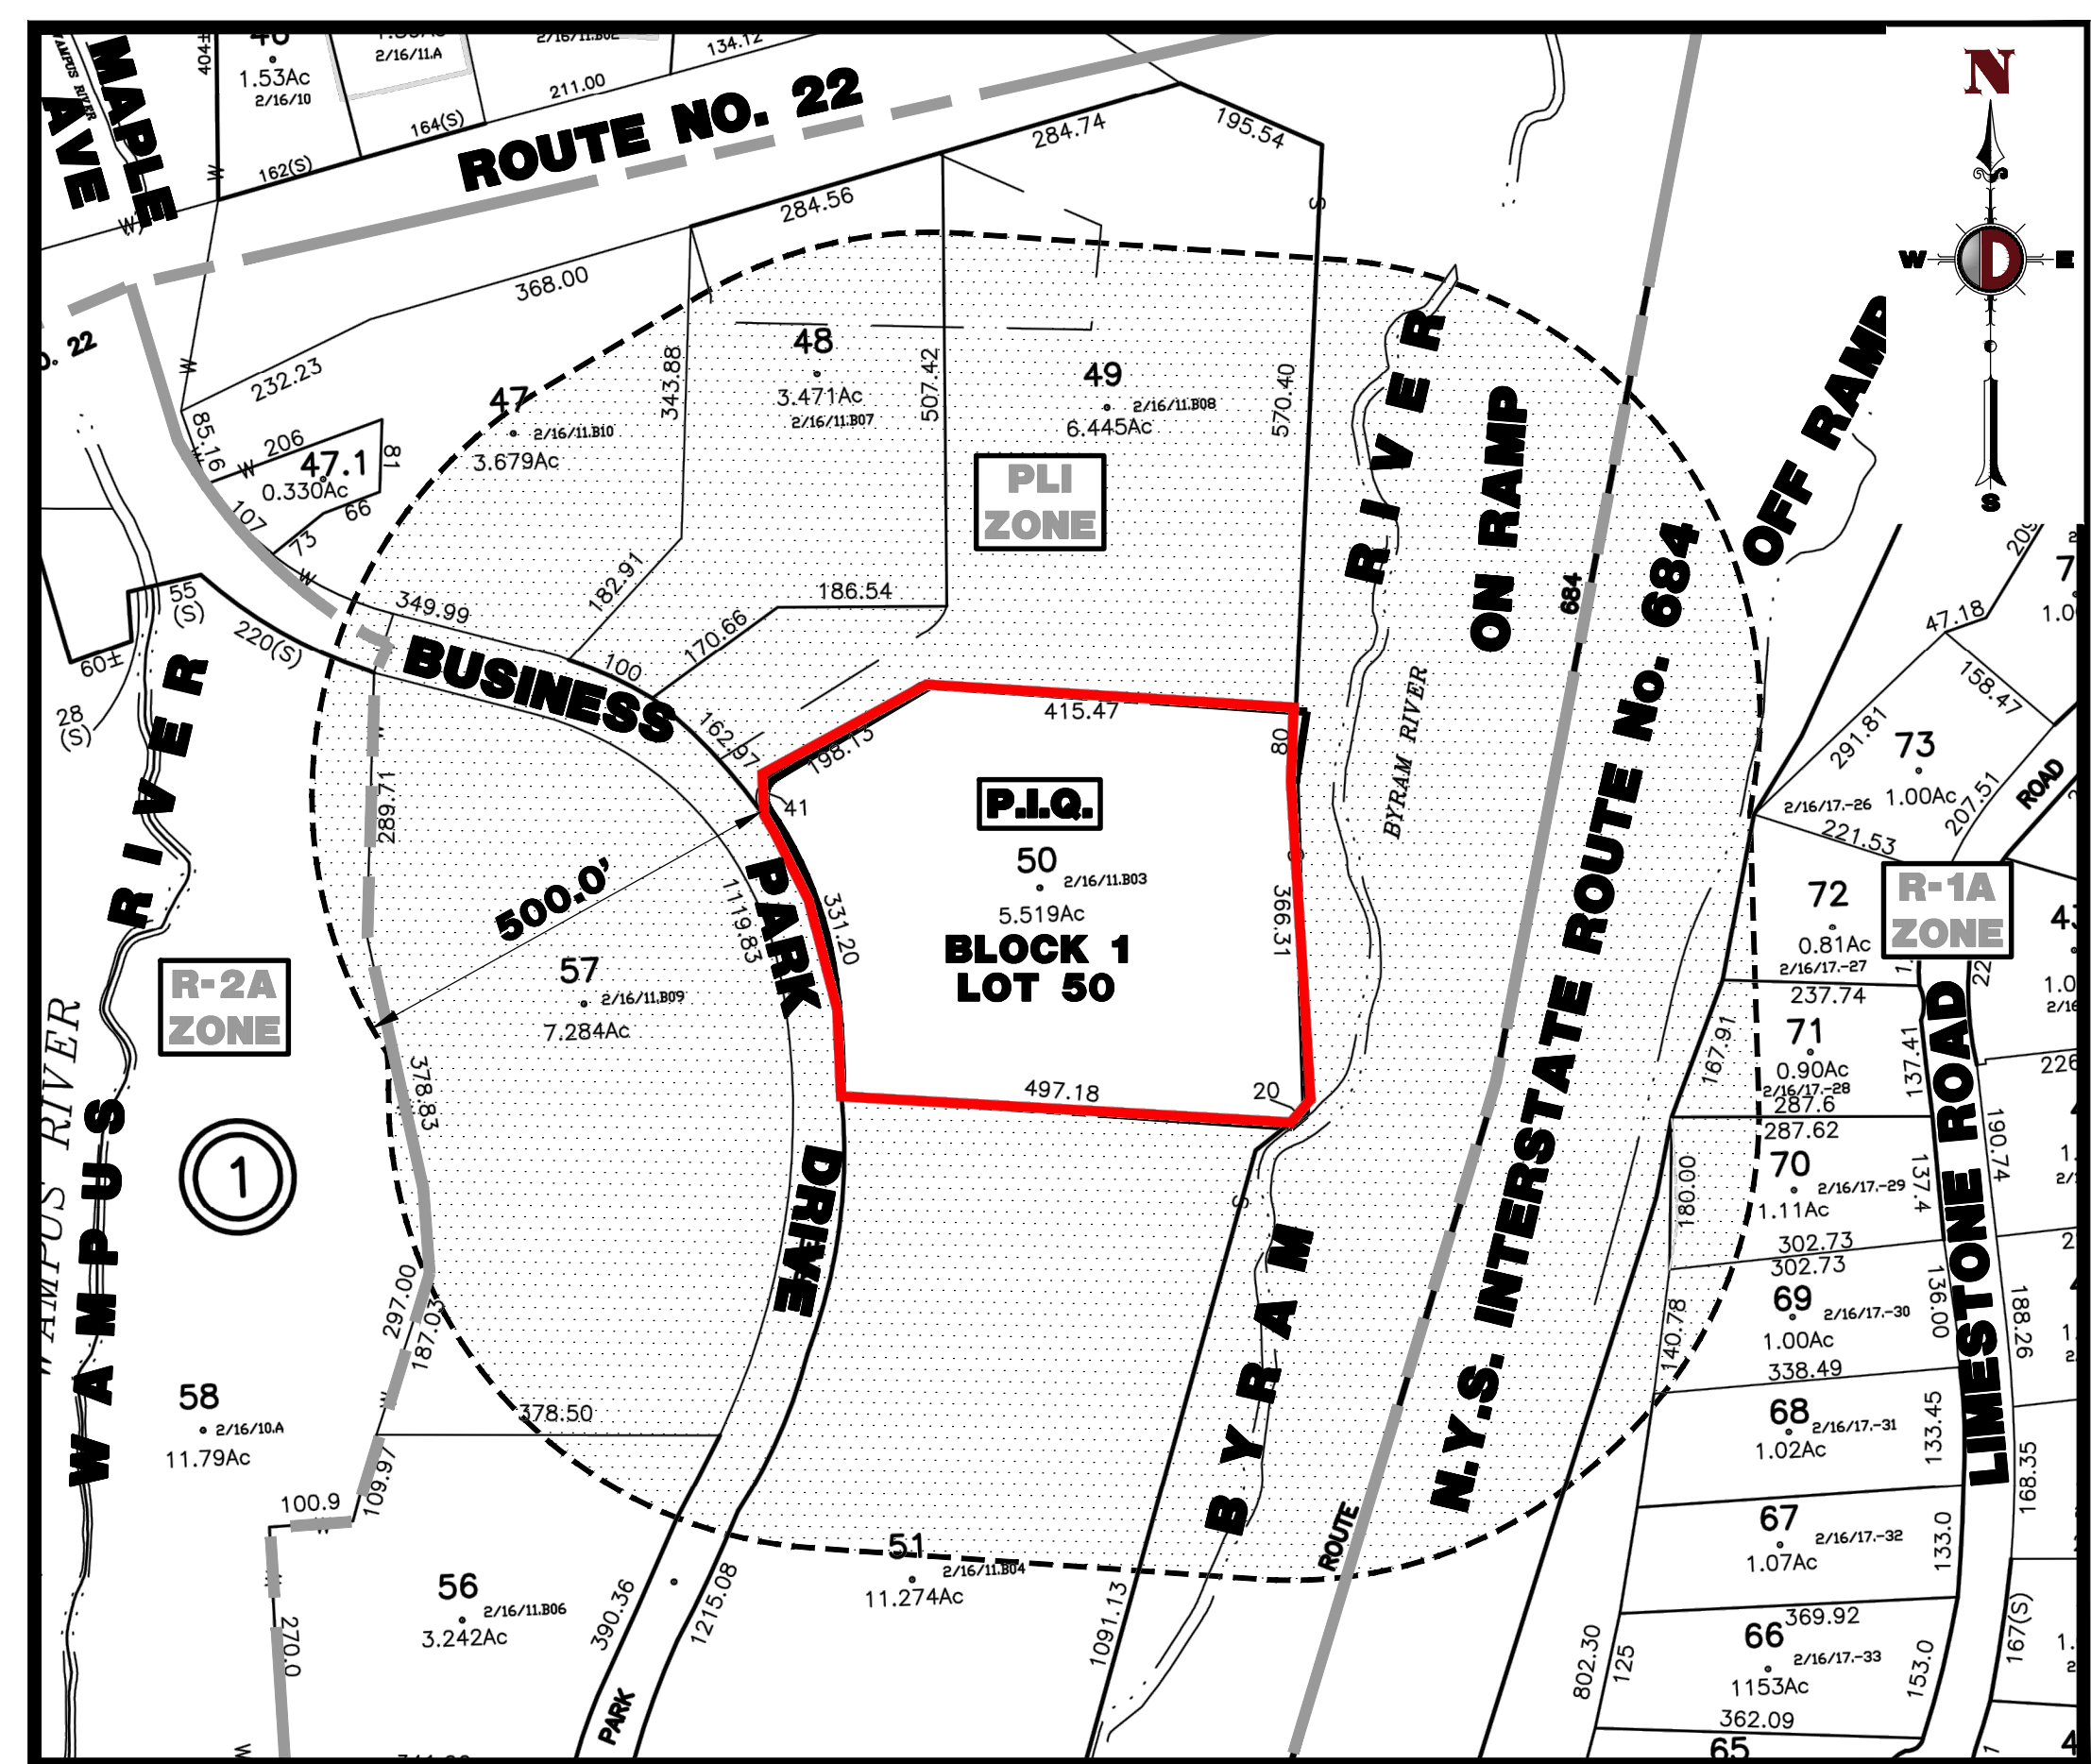 MAPLE
AVE
WAMPUS RIVER
404±
46
1.53Ac
2/16/10
2/16/11.A
2/16/11.B02
134.12
211.00
164(S)
162(S)
ROUTE NO. 22
284.74
195.54
284.56
368.00
232.23
85.16
206
81
47.1
0.330Ac
66
107
73
47
2/16/11.B10
3.679Ac
343.88
48
3.471Ac
2/16/11.B07
507.42
49
2/16/11.B08
6.445Ac
570.40
PLI
ZONE
182.91
186.54
170.66
349.99
100
162.97
BUSINESS
PARK
DRIVE
55
(S)
220(S)
60±
28
(S)
22
N
W
E
D
S
RIVER
ON RAMP
OFF RAMP
684
N.Y.S. INTERSTATE ROUTE No. 684
BYRAM RIVER
BYRAM
ROUTE
415.47
198.13
41
80
P.I.Q.
50
2/16/11.B03
5.519Ac
BLOCK 1
LOT 50
331.20
366.31
497.18
20
1119.83
500.0'
289.71
57
2/16/11.B09
7.284Ac
378.83
R-2A
ZONE
WAMPUS RIVER
WAMPUS RIVER
1
297.00
187.03
378.50
58
2/16/10.A
11.79Ac
109.97
100.9
270.0
56
2/16/11.B06
3.242Ac
390.36
1215.08
PARK
51
2/16/11.B04
11.274Ac
1091.13
47.18
158.47
291.81
73
1.00Ac
2/16/17.-26
207.51
221.53
ROAD
R-1A
ZONE
72
0.81Ac
2/16/17.-27
237.74
167.91
71
0.90Ac
2/16/17.-28
287.6
137.41
287.62
70
2/16/17.-29
1.11Ac
180.00
137.4
190.74
302.73
302.73
69
2/16/17.-30
1.00Ac
140.78
136.00
188.26
338.49
68
2/16/17.-31
1.02Ac
133.45
168.35
67
2/16/17.-32
1.07Ac
133.0
369.92
66
2/16/17.-33
1153Ac
802.30
125
153.0
167(S)
362.09
65
LIMESTONE ROAD